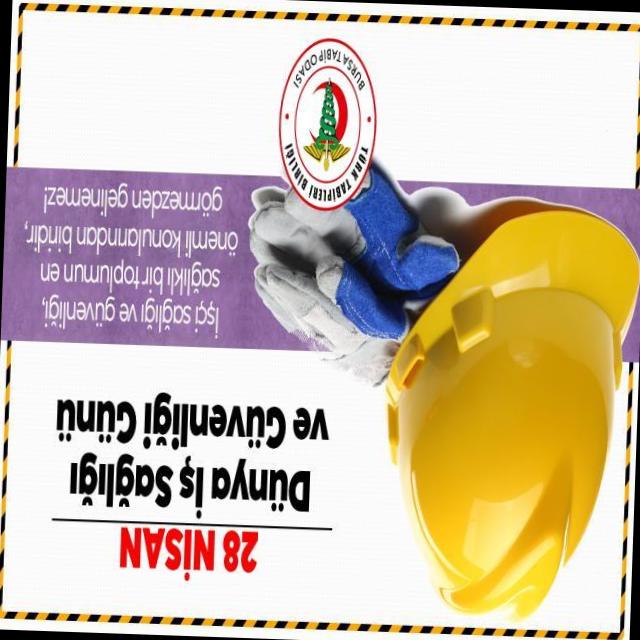 28 NİSAN
Dünya İş Sağlığı
ve Güvenliği Günü
İşçi sağlığı ve güvenliği,
sağlıklı bir toplumun en
önemli konularından biridir,
görmezden gelinemez!
TÜRK TABİPLERİ BİRLİĞİ
BURSA TABİP ODASI